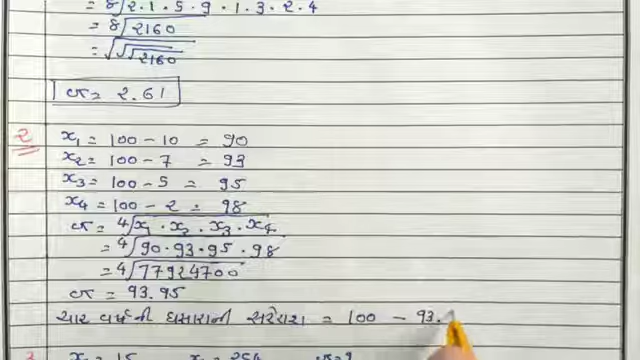 = 8√2·1·5·9·1·3·2·4
= 8√2160
= √√√2160
ળ = 2.61
2
x1 = 100 - 10 = 90
x2 = 100 - 7 = 93
x3 = 100 - 5 = 95
x4 = 100 - 2 = 98
ળ = 4√x1 · x2 · x3 · x4
= 4√90·93·95·98
= 4√77924700
ળ = 93.95
ચાર વર્ષની ઘસારાની સરેરાશ = 100 - 93.